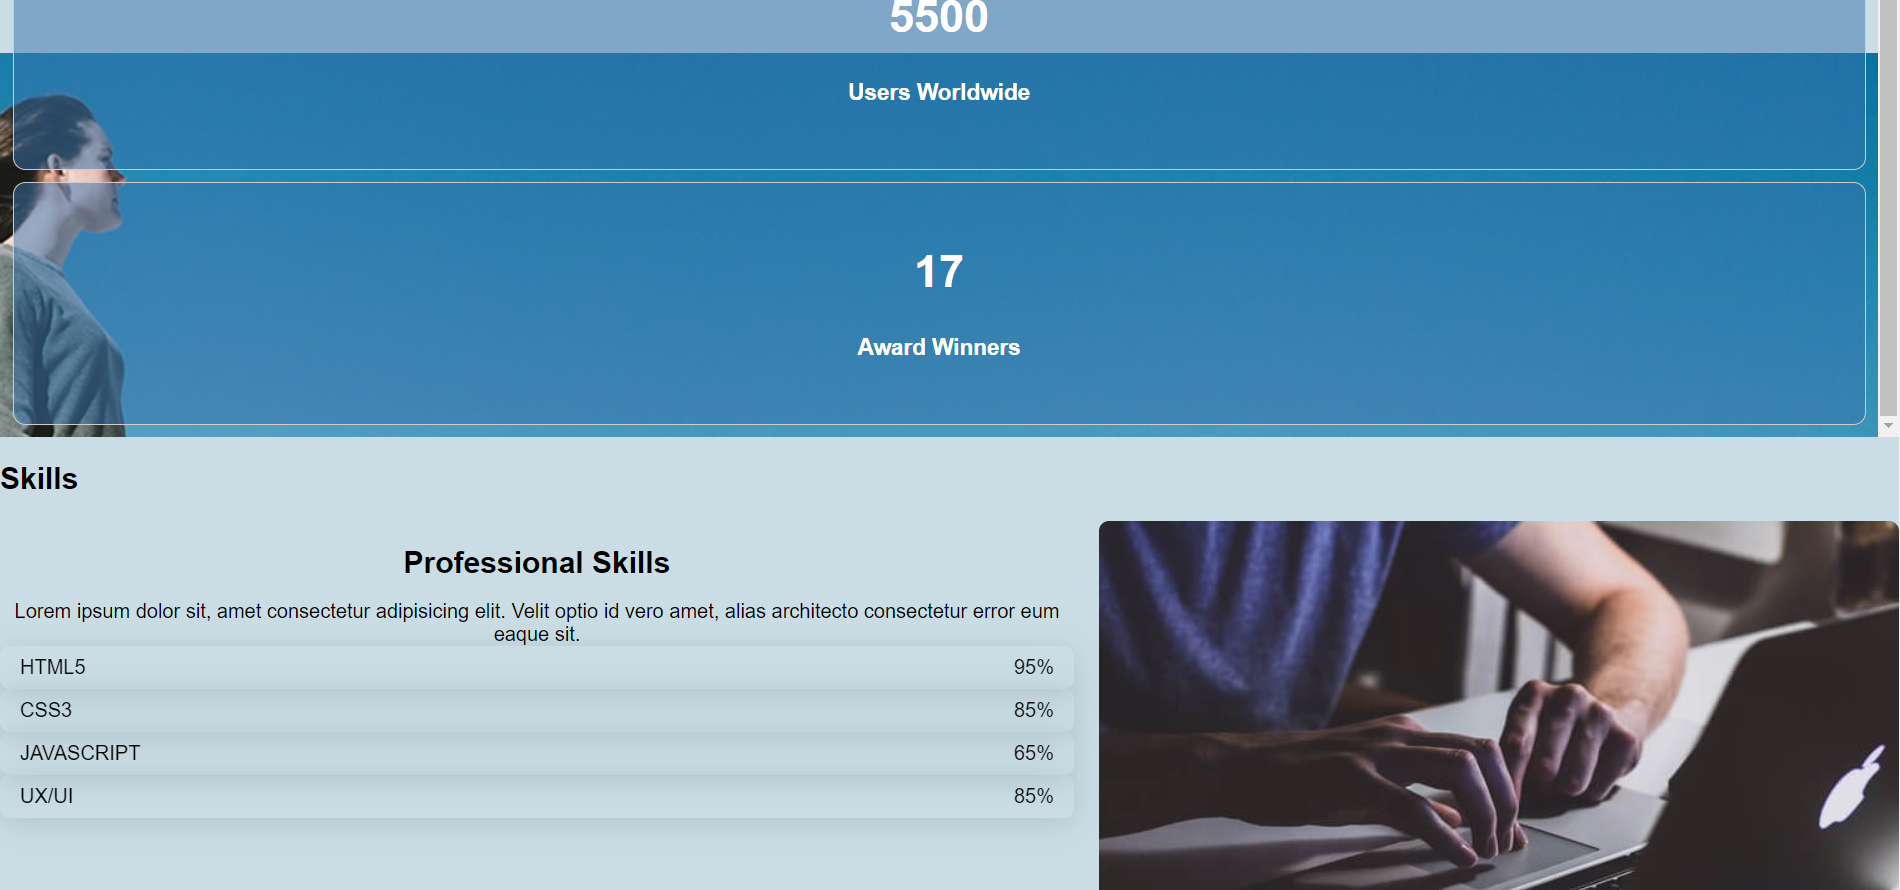 5500
Users Worldwide
17
Award Winners
Skills
Professional Skills
Lorem ipsum dolor sit, amet consectetur adipisicing elit. Velit optio id vero amet, alias architecto consectetur error eum
eaque sit.
HTML5 95%
CSS3 85%
JAVASCRIPT 65%
UX/UI 85%